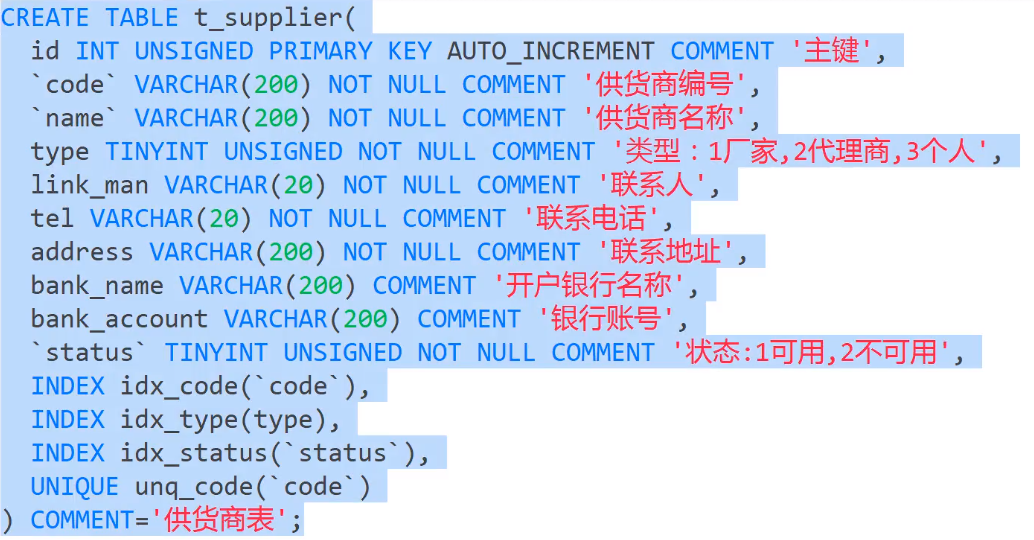 CREATE TABLE t_supplier(
  id INT UNSIGNED PRIMARY KEY AUTO_INCREMENT COMMENT '主键',
  `code` VARCHAR(200) NOT NULL COMMENT '供货商编号',
  `name` VARCHAR(200) NOT NULL COMMENT '供货商名称',
  type TINYINT UNSIGNED NOT NULL COMMENT '类型：1厂家,2代理商,3个人',
  link_man VARCHAR(20) NOT NULL COMMENT '联系人',
  tel VARCHAR(20) NOT NULL COMMENT '联系电话',
  address VARCHAR(200) NOT NULL COMMENT '联系地址',
  bank_name VARCHAR(200) COMMENT '开户银行名称',
  bank_account VARCHAR(200) COMMENT '银行账号',
  `status` TINYINT UNSIGNED NOT NULL COMMENT '状态:1可用,2不可用',
  INDEX idx_code(`code`),
  INDEX idx_type(type),
  INDEX idx_status(`status`),
  UNIQUE unq_code(`code`)
) COMMENT='供货商表';